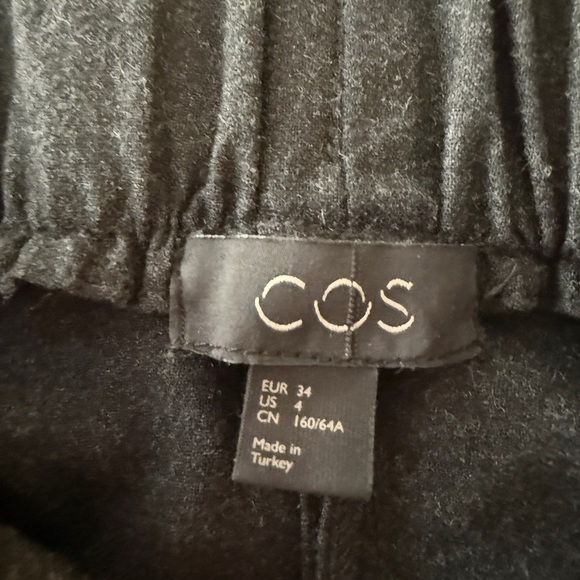 COS
EUR 34
US 4
CN 160/64A
Made in
Turkey